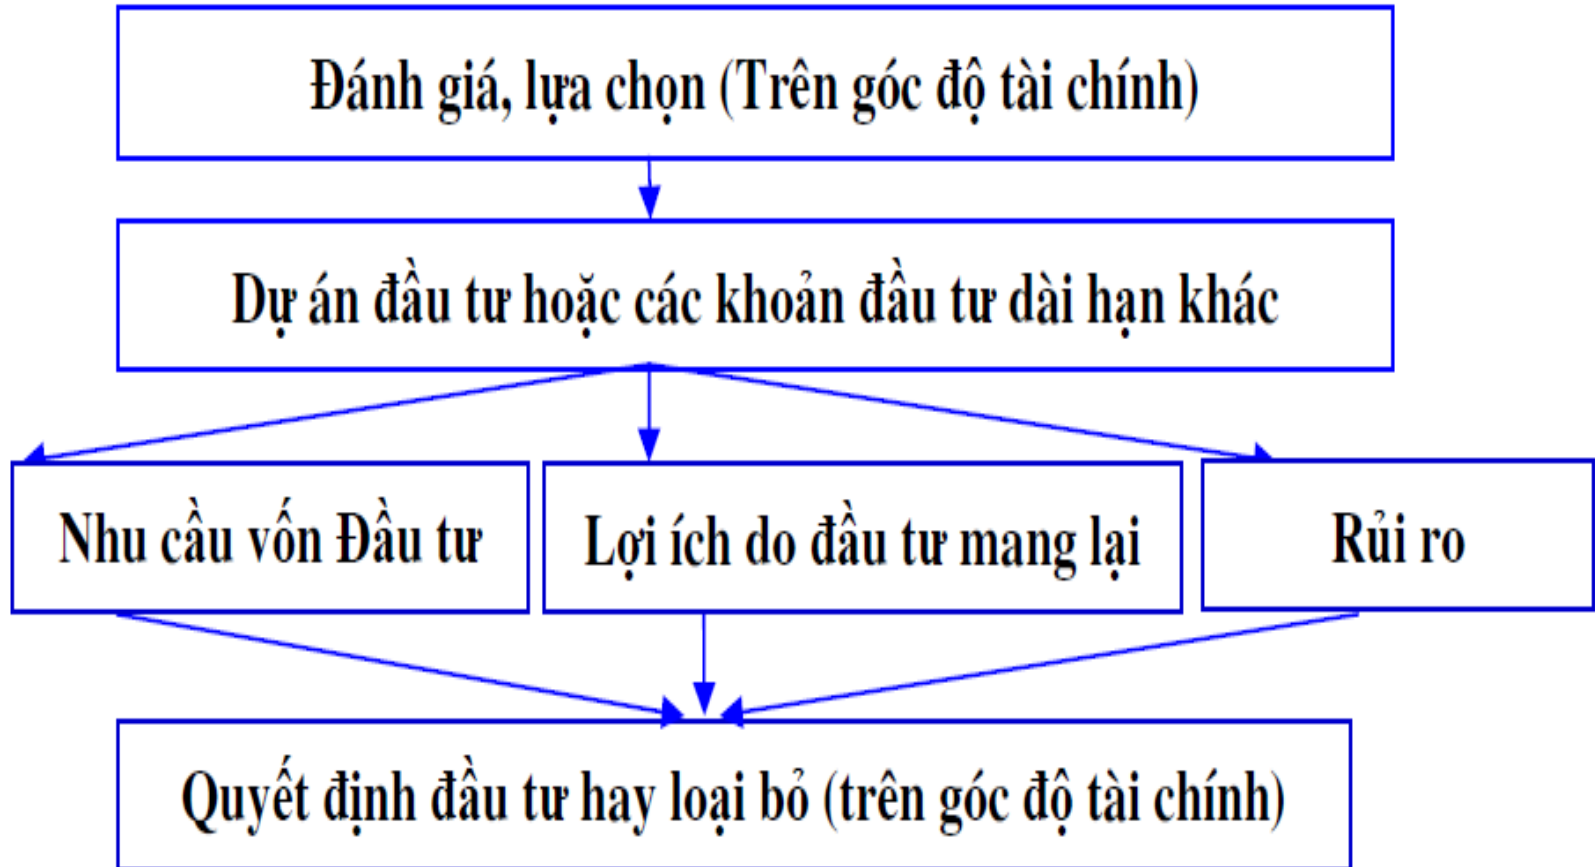 Đánh giá, lựa chọn (Trên góc độ tài chính)
Dự án đầu tư hoặc các khoản đầu tư dài hạn khác
Nhu cầu vốn Đầu tư
Lợi ích do đầu tư mang lại
Rủi ro
Quyết định đầu tư hay loại bỏ (trên góc độ tài chính)